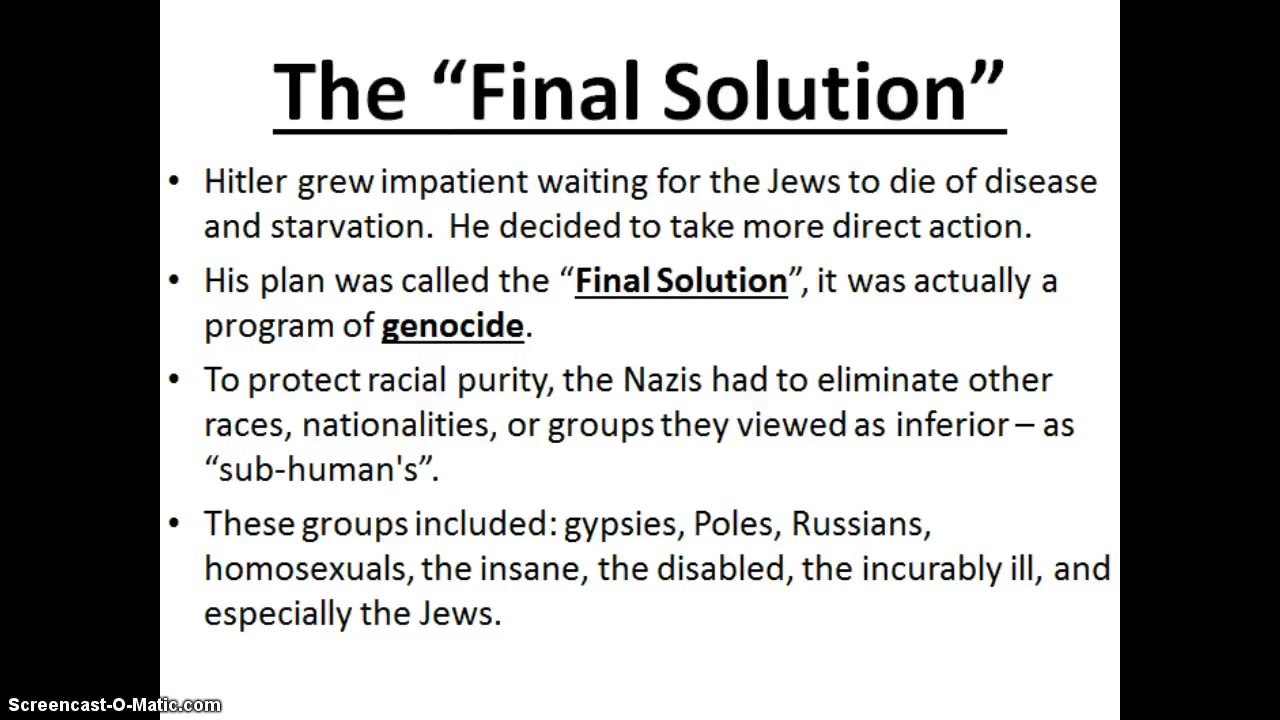 The “Final Solution”
• Hitler grew impatient waiting for the Jews to die of disease
and starvation.  He decided to take more direct action.
• His plan was called the “Final Solution”, it was actually a
program of genocide.
• To protect racial purity, the Nazis had to eliminate other
races, nationalities, or groups they viewed as inferior – as
“sub-human's”.
• These groups included: gypsies, Poles, Russians,
homosexuals, the insane, the disabled, the incurably ill, and
especially the Jews.
Screencast-O-Matic.com